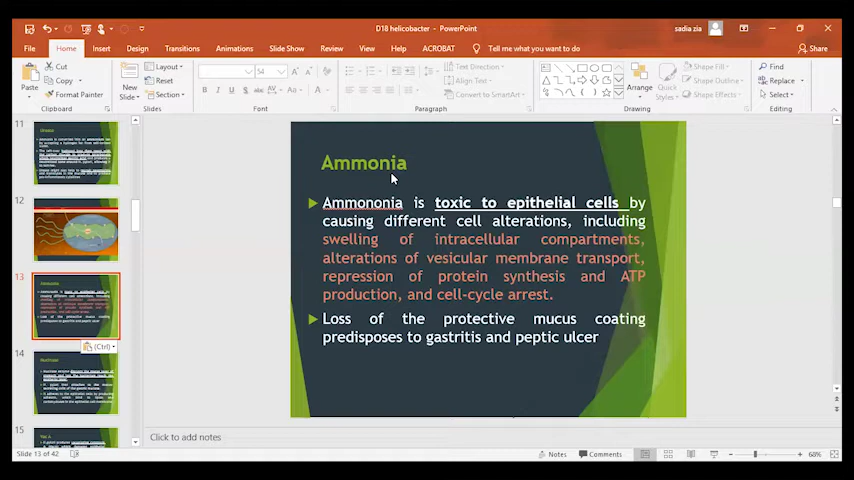 D18 helicobacter - PowerPoint
sadia zia
File Home Insert Design Transitions Animations Slide Show Review View Help ACROBAT Tell me what you want to do Share
Cut
Copy
Format Painter
Paste
Clipboard
New
Slide
Layout
Reset
Section
Slides
54
Font
Text Direction
Align Text
Convert to SmartArt
Paragraph
Arrange
Quick
Styles
Shape Fill
Shape Outline
Shape Effects
Drawing
Find
Replace
Select
Editing
11
12
13
(Ctrl)
14
15
Ammonia
Ammononia is toxic to epithelial cells by
causing different cell alterations, including
swelling of intracellular compartments,
alterations of vesicular membrane transport,
repression of protein synthesis and ATP
production, and cell-cycle arrest.
Loss of the protective mucus coating
predisposes to gastritis and peptic ulcer
Click to add notes
Slide 13 of 42
Notes
Comments
68%